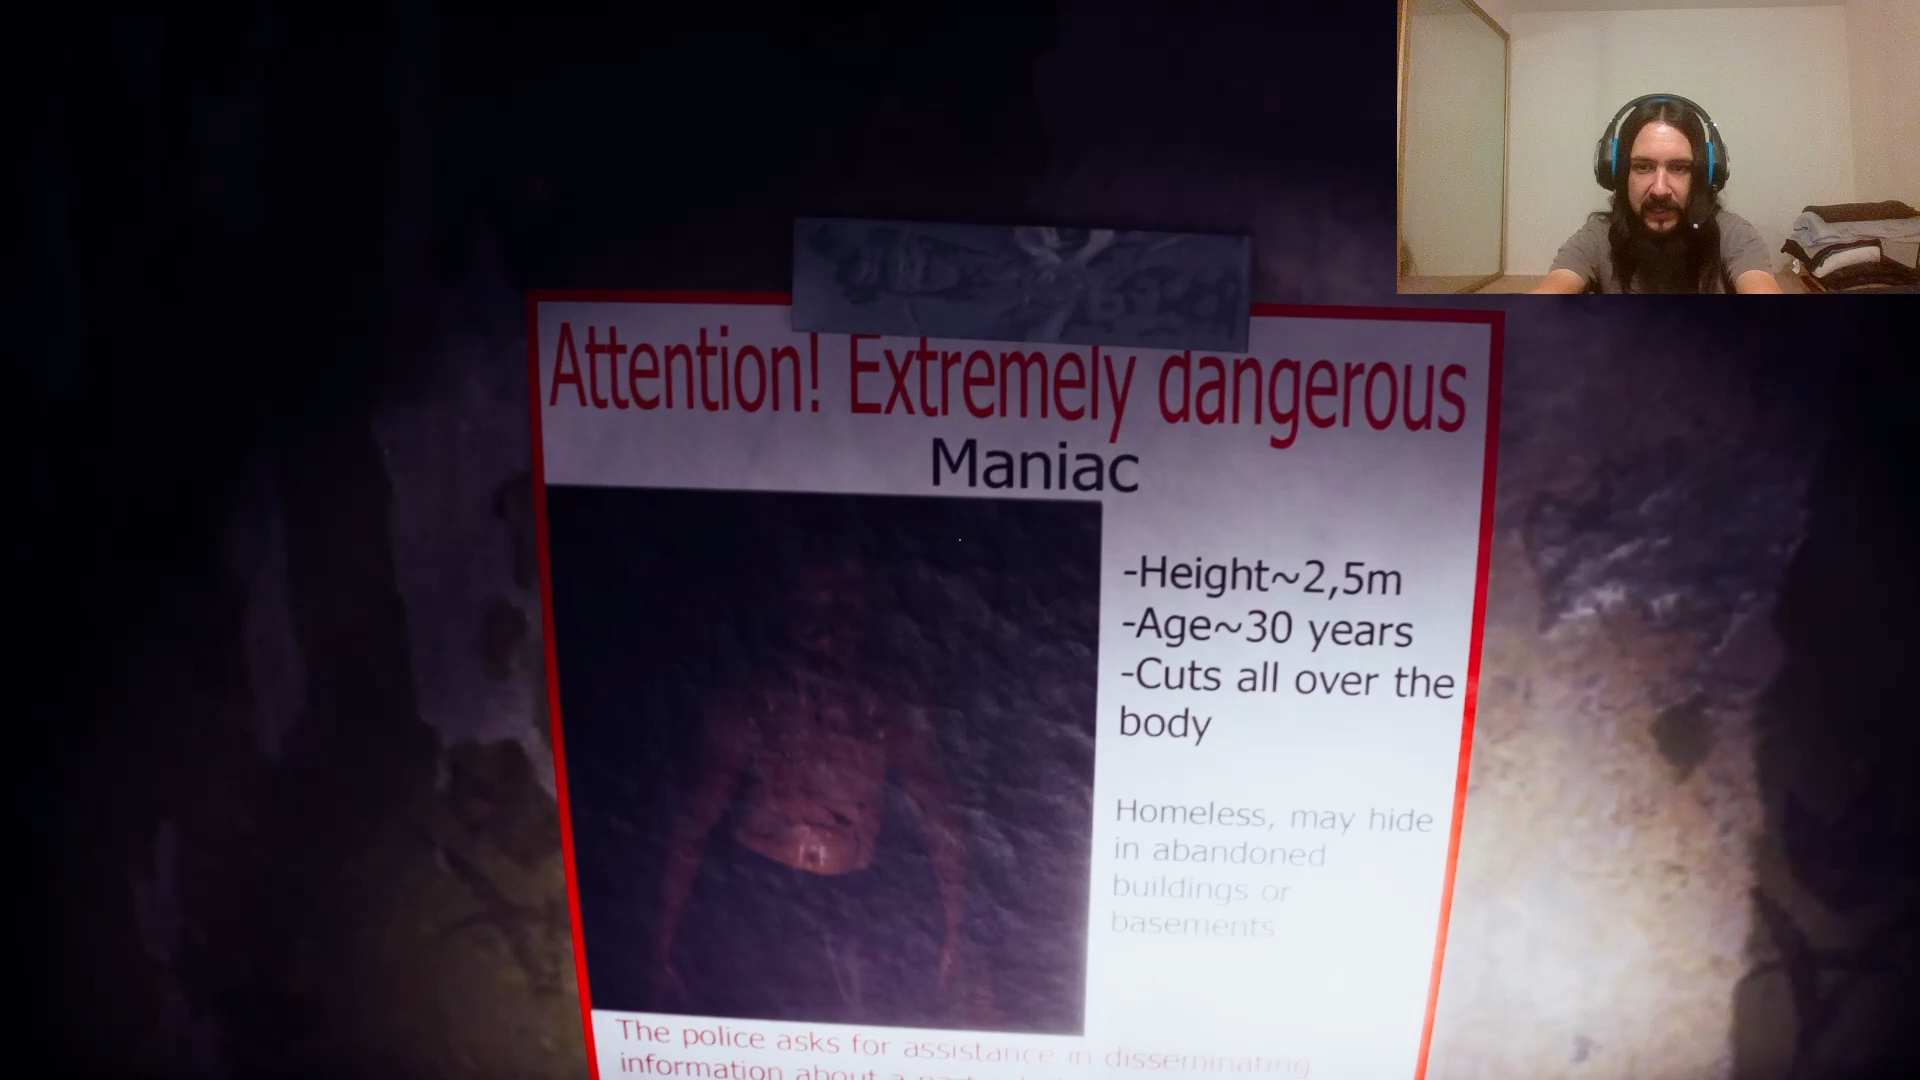 Attention! Extremely dangerous
Maniac
-Height~2,5m
-Age~30 years
-Cuts all over the
body
Homeless, may hide
in abandoned
buildings or
basements
The police asks for assistance in disseminating
information about a